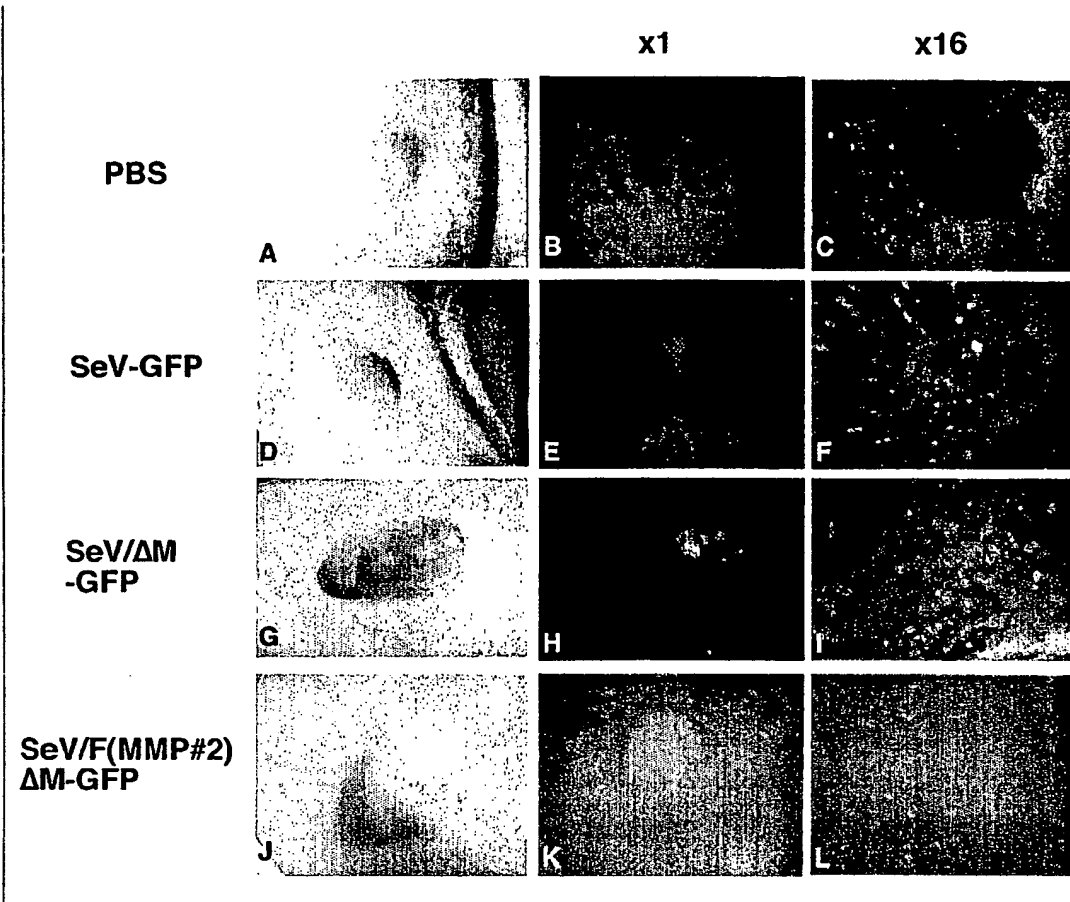 x1 x16
PBS
A B C
SeV-GFP
D E F
SeV/ΔM
-GFP
G H I
SeV/F(MMP#2)
ΔM-GFP
J K L